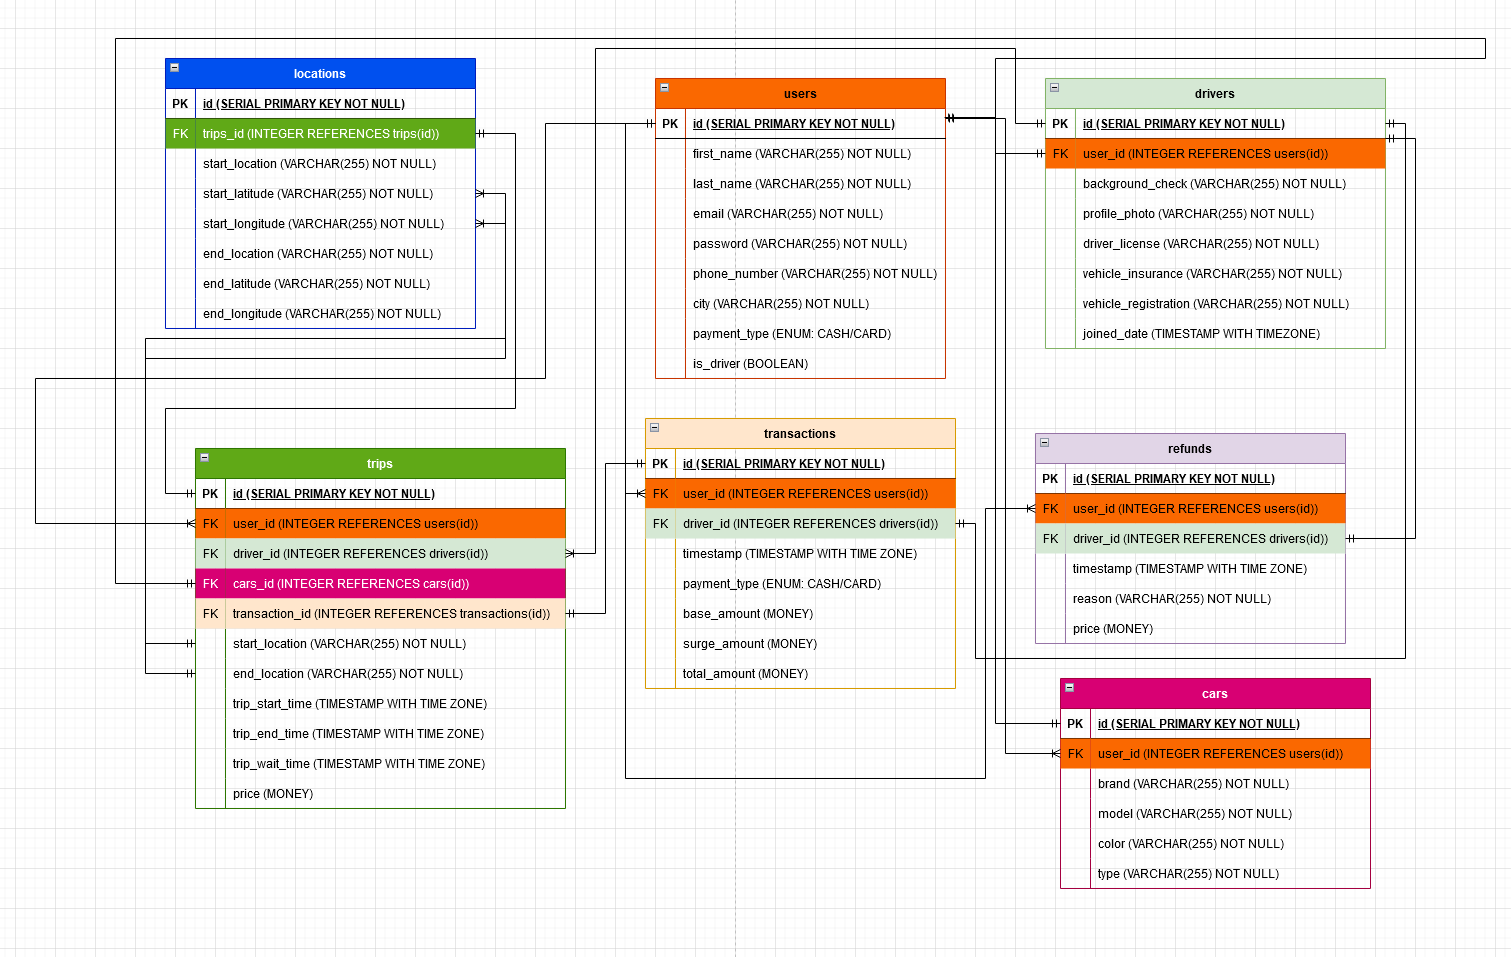 locations
PK id (SERIAL PRIMARY KEY NOT NULL)
FK trips_id (INTEGER REFERENCES trips(id))
start_location (VARCHAR(255) NOT NULL)
start_latitude (VARCHAR(255) NOT NULL)
start_longitude (VARCHAR(255) NOT NULL)
end_location (VARCHAR(255) NOT NULL)
end_latitude (VARCHAR(255) NOT NULL)
end_longitude (VARCHAR(255) NOT NULL)
users
PK id (SERIAL PRIMARY KEY NOT NULL)
first_name (VARCHAR(255) NOT NULL)
last_name (VARCHAR(255) NOT NULL)
email (VARCHAR(255) NOT NULL)
password (VARCHAR(255) NOT NULL)
phone_number (VARCHAR(255) NOT NULL)
city (VARCHAR(255) NOT NULL)
payment_type (ENUM: CASH/CARD)
is_driver (BOOLEAN)
drivers
PK id (SERIAL PRIMARY KEY NOT NULL)
FK user_id (INTEGER REFERENCES users(id))
background_check (VARCHAR(255) NOT NULL)
profile_photo (VARCHAR(255) NOT NULL)
driver_license (VARCHAR(255) NOT NULL)
vehicle_insurance (VARCHAR(255) NOT NULL)
vehicle_registration (VARCHAR(255) NOT NULL)
joined_date (TIMESTAMP WITH TIMEZONE)
trips
PK id (SERIAL PRIMARY KEY NOT NULL)
FK user_id (INTEGER REFERENCES users(id))
FK driver_id (INTEGER REFERENCES drivers(id))
FK cars_id (INTEGER REFERENCES cars(id))
FK transaction_id (INTEGER REFERENCES transactions(id))
start_location (VARCHAR(255) NOT NULL)
end_location (VARCHAR(255) NOT NULL)
trip_start_time (TIMESTAMP WITH TIME ZONE)
trip_end_time (TIMESTAMP WITH TIME ZONE)
trip_wait_time (TIMESTAMP WITH TIME ZONE)
price (MONEY)
transactions
PK id (SERIAL PRIMARY KEY NOT NULL)
FK user_id (INTEGER REFERENCES users(id))
FK driver_id (INTEGER REFERENCES drivers(id))
timestamp (TIMESTAMP WITH TIME ZONE)
payment_type (ENUM: CASH/CARD)
base_amount (MONEY)
surge_amount (MONEY)
total_amount (MONEY)
refunds
PK id (SERIAL PRIMARY KEY NOT NULL)
FK user_id (INTEGER REFERENCES users(id))
FK driver_id (INTEGER REFERENCES drivers(id))
timestamp (TIMESTAMP WITH TIME ZONE)
reason (VARCHAR(255) NOT NULL)
price (MONEY)
cars
PK id (SERIAL PRIMARY KEY NOT NULL)
FK user_id (INTEGER REFERENCES users(id))
brand (VARCHAR(255) NOT NULL)
model (VARCHAR(255) NOT NULL)
color (VARCHAR(255) NOT NULL)
type (VARCHAR(255) NOT NULL)